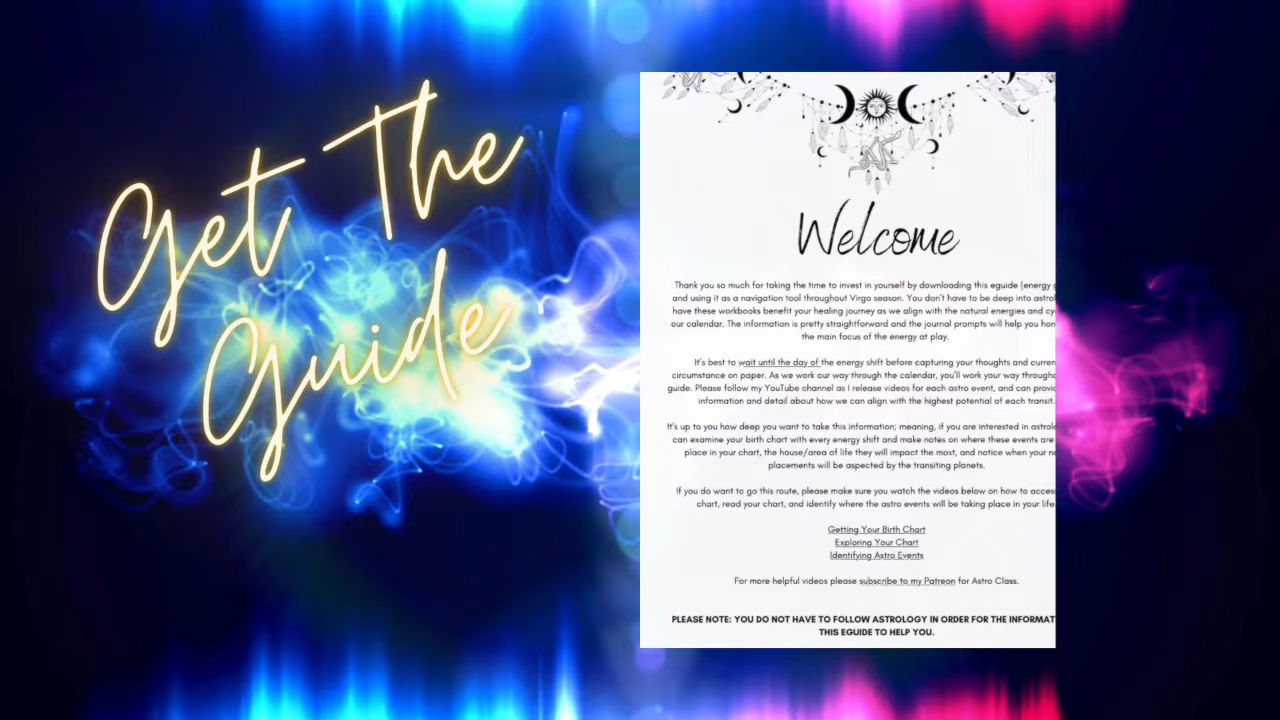 Get The
Guide
Welcome
Thank you so much for taking the time to invest in yourself by downloading this eguide (energy
and using it as a navigation tool throughout Virgo season. You don't have to be deep into
have these workbooks benefit your healing journey as we align with the natural energies and
our calendar. The information is pretty straightforward and the journal prompts will help you
the main focus of the energy at play.
It's best to wait until the day of the energy shift before capturing your thoughts and
circumstance on paper. As we work our way through the calendar, you'll work your way
guide. Please follow my YouTube channel as I release videos for each astro event, and can
information and detail about how we can align with the highest potential of each transit.
It's up to you how deep you want to take this information; meaning, if you are interested in
can examine your birth chart with every energy shift and make notes on where these events are
place in your chart, the house/area of life they will impact the most, and notice when your
placements will be aspected by the transiting planets.
If you do want to go this route, please make sure you watch the videos below on how to
chart, read your chart, and identify where the astro events will be taking place in your life.
Getting Your Birth Chart
Exploring Your Chart
Identifying Astro Events
For more helpful videos please subscribe to my Patreon for Astro Class.
PLEASE NOTE: YOU DO NOT HAVE TO FOLLOW ASTROLOGY IN ORDER FOR THE
THIS EGUIDE TO HELP YOU.